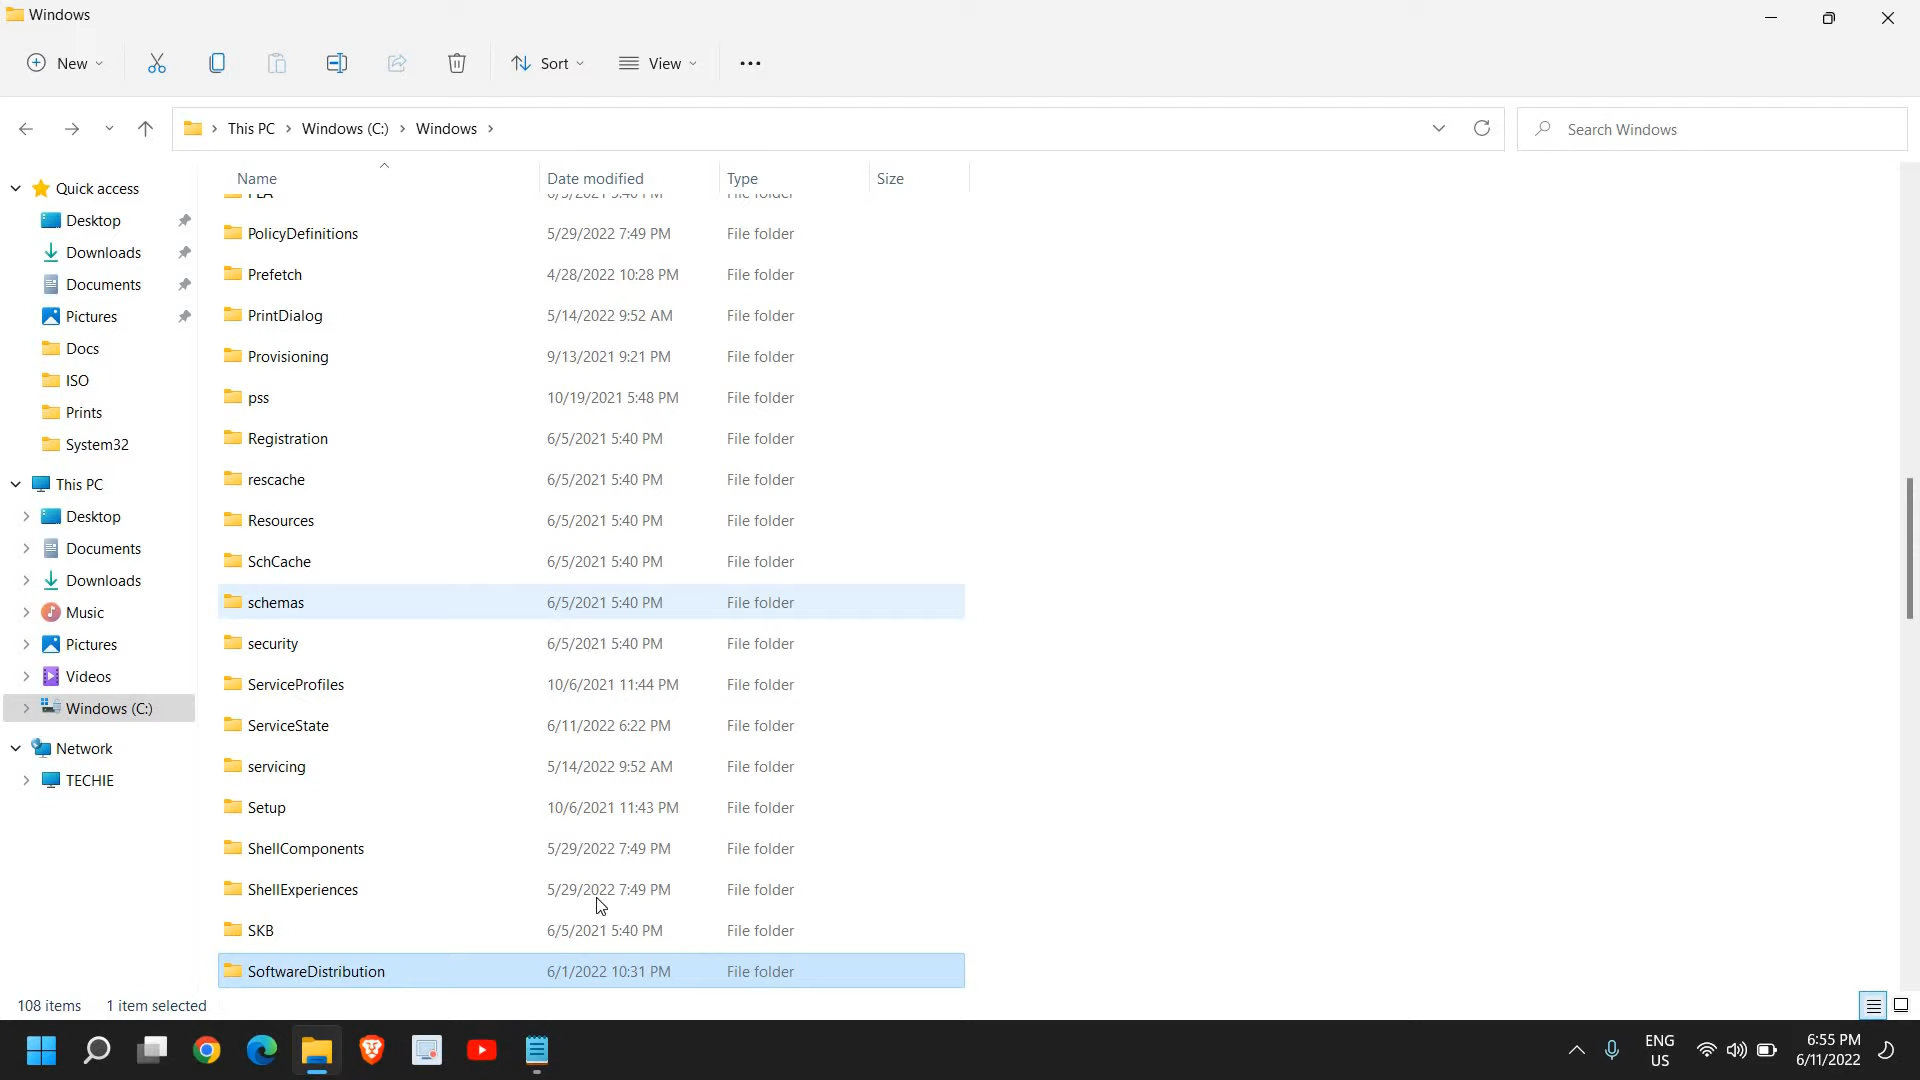 Windows
New
Sort
View
This PC > Windows (C:) > Windows >
Search Windows
Name Date modified Type Size
PolicyDefinitions 5/29/2022 7:49 PM File folder
Prefetch 4/28/2022 10:28 PM File folder
PrintDialog 5/14/2022 9:52 AM File folder
Provisioning 9/13/2021 9:21 PM File folder
pss 10/19/2021 5:48 PM File folder
Registration 6/5/2021 5:40 PM File folder
rescache 6/5/2021 5:40 PM File folder
Resources 6/5/2021 5:40 PM File folder
SchCache 6/5/2021 5:40 PM File folder
schemas 6/5/2021 5:40 PM File folder
security 6/5/2021 5:40 PM File folder
ServiceProfiles 10/6/2021 11:44 PM File folder
ServiceState 6/11/2022 6:22 PM File folder
servicing 5/14/2022 9:52 AM File folder
Setup 10/6/2021 11:43 PM File folder
ShellComponents 5/29/2022 7:49 PM File folder
ShellExperiences 5/29/2022 7:49 PM File folder
SKB 6/5/2021 5:40 PM File folder
SoftwareDistribution 6/1/2022 10:31 PM File folder
Quick access
Desktop
Downloads
Documents
Pictures
Docs
ISO
Prints
System32
This PC
Desktop
Documents
Downloads
Music
Pictures
Videos
Windows (C:)
Network
TECHIE
108 items 1 item selected
ENG
US
6:55 PM
6/11/2022